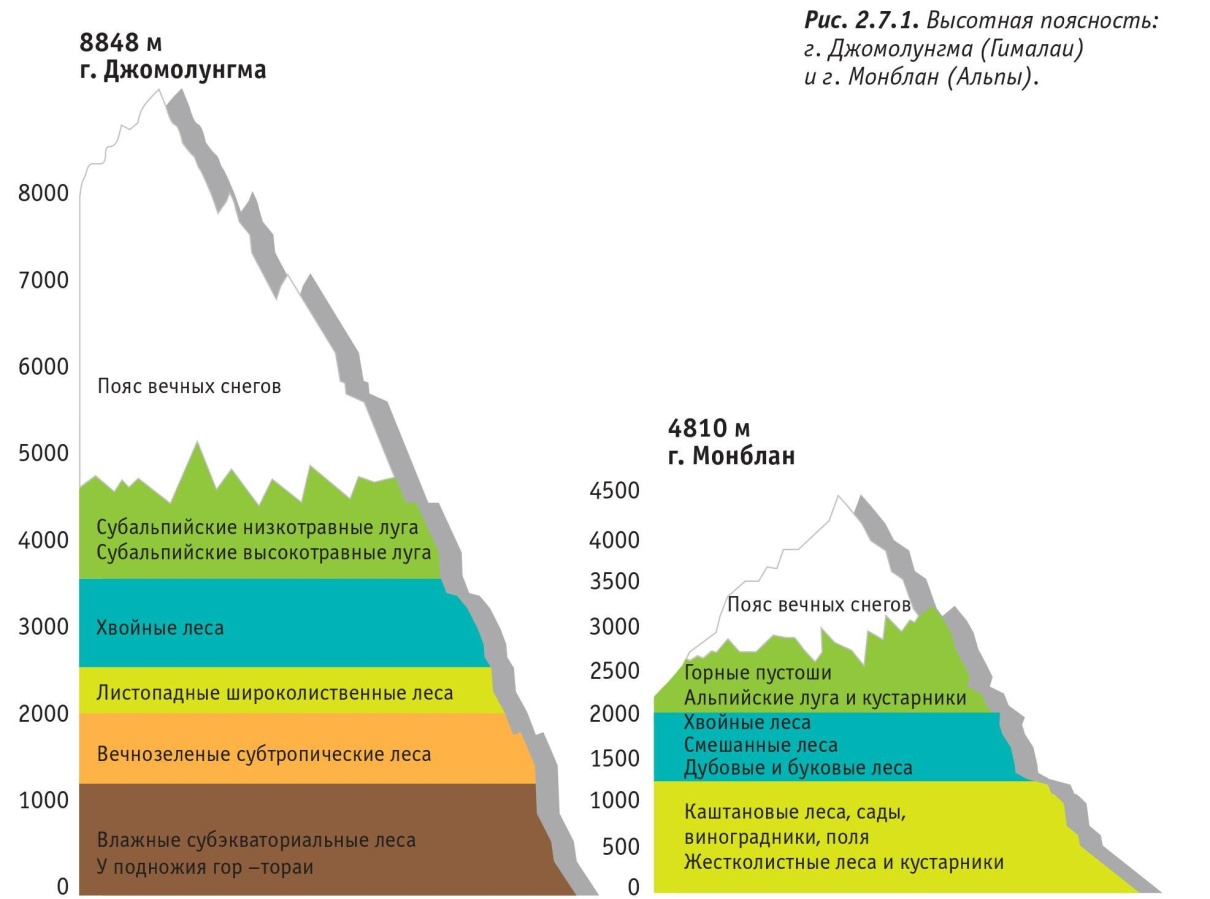 Рис. 2.7.1. Высотная поясность:
г. Джомолунгма (Гималаи)
и г. Монблан (Альпы).
8848 м
г. Джомолунгма
8000
7000
6000
5000
4000
3000
2000
1000
0
Пояс вечных снегов
Субальпийские низкотравные луга
Субальпийские высокотравные луга
Хвойные леса
Листопадные широколиственные леса
Вечнозеленые субтропические леса
Влажные субэкваториальные леса
У подножия гор –тораи
4810 м
г. Монблан
4500
4000
3500
3000
2500
2000
1500
1000
500
0
Пояс вечных снегов
Горные пустоши
Альпийские луга и кустарники
Хвойные леса
Смешанные леса
Дубовые и буковые леса
Каштановые леса, сады,
виноградники, поля
Жестколистные леса и кустарники